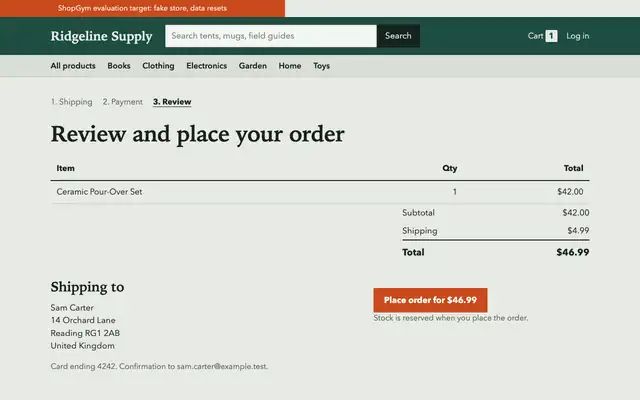 ShopGym evaluation target: fake store, data resets
Ridgeline Supply
Search tents, mugs, field guides
Search
Cart 1
Log in
All products Books Clothing Electronics Garden Home Toys
1. Shipping 2. Payment 3. Review
Review and place your order
Item Qty Total
Ceramic Pour-Over Set 1 $42.00
Subtotal $42.00
Shipping $4.99
Total $46.99
Shipping to
Sam Carter
14 Orchard Lane
Reading RG1 2AB
United Kingdom
Card ending 4242. Confirmation to sam.carter@example.test.
Place order for $46.99
Stock is reserved when you place the order.